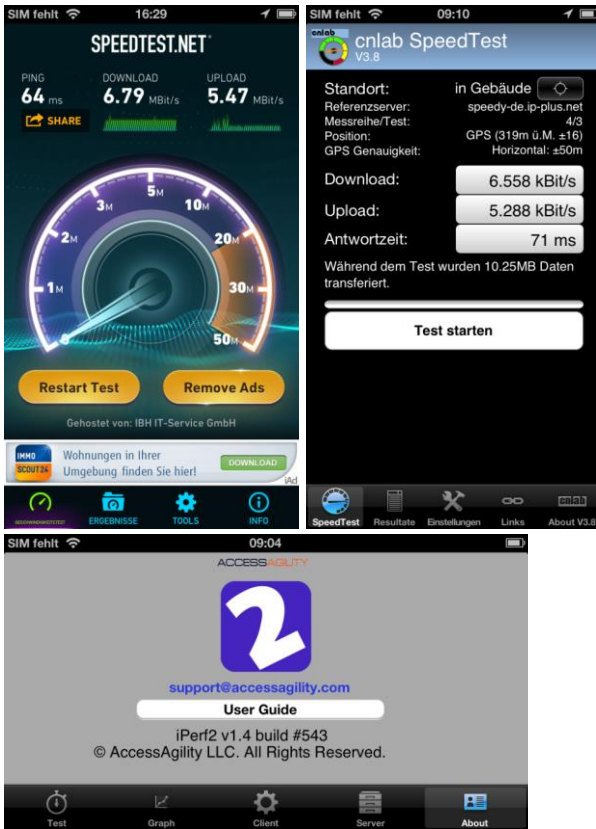 SIM fehlt 16:29
SPEEDTEST.NET
PING DOWNLOAD UPLOAD
64 ms 6.79 MBit/s 5.47 MBit/s
SHARE
5M
3M 10M
2M 20M
1M 30M
0 50M
Restart Test Remove Ads
Gehostet von: IBH IT-Service GmbH
IMMO SCOUT24
Wohnungen in Ihrer
Umgebung finden Sie hier!
DOWNLOAD
iAd
ERGEBNISSE TOOLS INFO
SIM fehlt 09:10
cnlab
cnlab SpeedTest
V3.8
Standort: in Gebäude
Referenzserver: speedy-de.ip-plus.net
Messreihe/Test: 4/3
Position: GPS (319m ü.M. ±16)
GPS Genauigkeit: Horizontal: ±50m
Download: 6.558 kBit/s
Upload: 5.288 kBit/s
Antwortzeit: 71 ms
Während dem Test wurden 10.25MB Daten
transferiert.
Test starten
cnlab
SpeedTest Resultate Einstellungen Links About V3.8
SIM fehlt 09:04
ACCESSAGILITY
2
support@accessagility.com
User Guide
iPerf2 v1.4 build #543
© AccessAgility LLC. All Rights Reserved.
Test Graph Client Server About